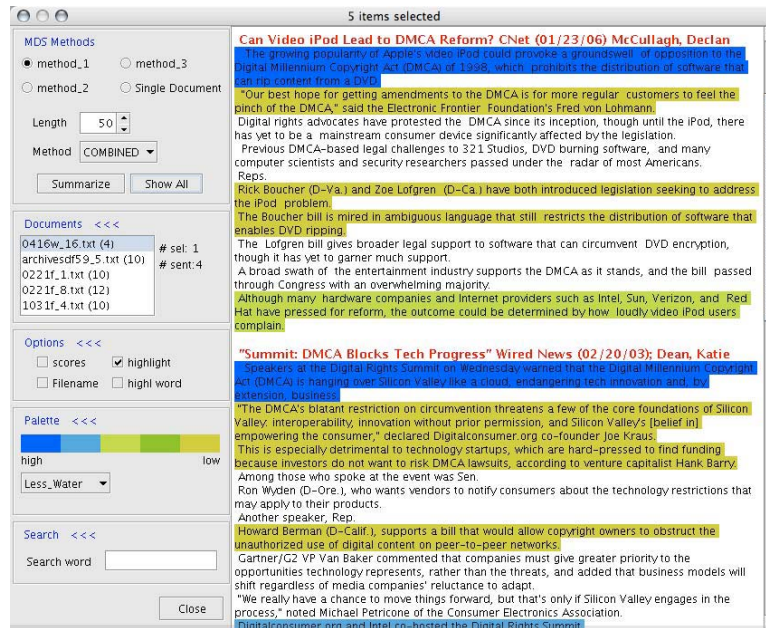 5 items selected
MDS Methods
method_1
method_3
method_2
Single Document
Length 50
Method COMBINED
Summarize
Show All
Documents <<<
0416w_16.txt (4)
archivesdf59_5.txt (10)
0221f_1.txt (10)
0221f_8.txt (12)
1031f_4.txt (10)
# sel: 1
# sent:4
Options <<<
scores
highlight
Filename
highl word
Palette <<<
high
low
Less_Water
Search <<<
Search word
Close
Can Video iPod Lead to DMCA Reform? CNet (01/23/06) McCullagh, Declan
The growing popularity of Apple's video iPod could provoke a groundswell of opposition to the
Digital Millennium Copyright Act (DMCA) of 1998, which prohibits the distribution of software that
can rip content from a DVD.
"Our best hope for getting amendments to the DMCA is for more regular customers to feel the
pinch of the DMCA," said the Electronic Frontier Foundation's Fred von Lohmann.
Digital rights advocates have protested the DMCA since its inception, though until the iPod, there
has yet to be a mainstream consumer device significantly affected by the legislation.
Previous DMCA-based legal challenges to 321 Studios, DVD burning software, and many
computer scientists and security researchers passed under the radar of most Americans.
Reps.
Rick Boucher (D-Va.) and Zoe Lofgren (D-Ca.) have both introduced legislation seeking to address
the iPod problem.
The Boucher bill is mired in ambiguous language that still restricts the distribution of software that
enables DVD ripping.
The Lofgren bill gives broader legal support to software that can circumvent DVD encryption,
though it has yet to garner much support.
A broad swath of the entertainment industry supports the DMCA as it stands, and the bill passed
through Congress with an overwhelming majority.
Although many hardware companies and Internet providers such as Intel, Sun, Verizon, and Red
Hat have pressed for reform, the outcome could be determined by how loudly video iPod users
complain.
"Summit: DMCA Blocks Tech Progress" Wired News (02/20/03); Dean, Katie
Speakers at the Digital Rights Summit on Wednesday warned that the Digital Millennium Copyright
Act (DMCA) is hanging over Silicon Valley like a cloud, endangering tech innovation and, by
extension, business.
"The DMCA's blatant restriction on circumvention threatens a few of the core foundations of Silicon
Valley: interoperability, innovation without prior permission, and Silicon Valley's [belief in]
empowering the consumer," declared Digitalconsumer.org co-founder Joe Kraus.
This is especially detrimental to technology startups, which are hard-pressed to find funding
because investors do not want to risk DMCA lawsuits, according to venture capitalist Hank Barry.
Among those who spoke at the event was Sen.
Ron Wyden (D-Ore.), who wants vendors to notify consumers about the technology restrictions that
may apply to their products.
Another speaker, Rep.
Howard Berman (D-Calif.), supports a bill that would allow copyright owners to obstruct the
unauthorized use of digital content on peer-to-peer networks.
Gartner/G2 VP Van Baker commented that companies must give greater priority to the
opportunities technology represents, rather than the threats, and added that business models will
shift regardless of media companies' reluctance to adapt.
"We really have a chance to move things forward, but that's only if Silicon Valley engages in the
process," noted Michael Petricone of the Consumer Electronics Association.
Digitalconsumer.org and Intel co-hosted the Digital Rights Summit.